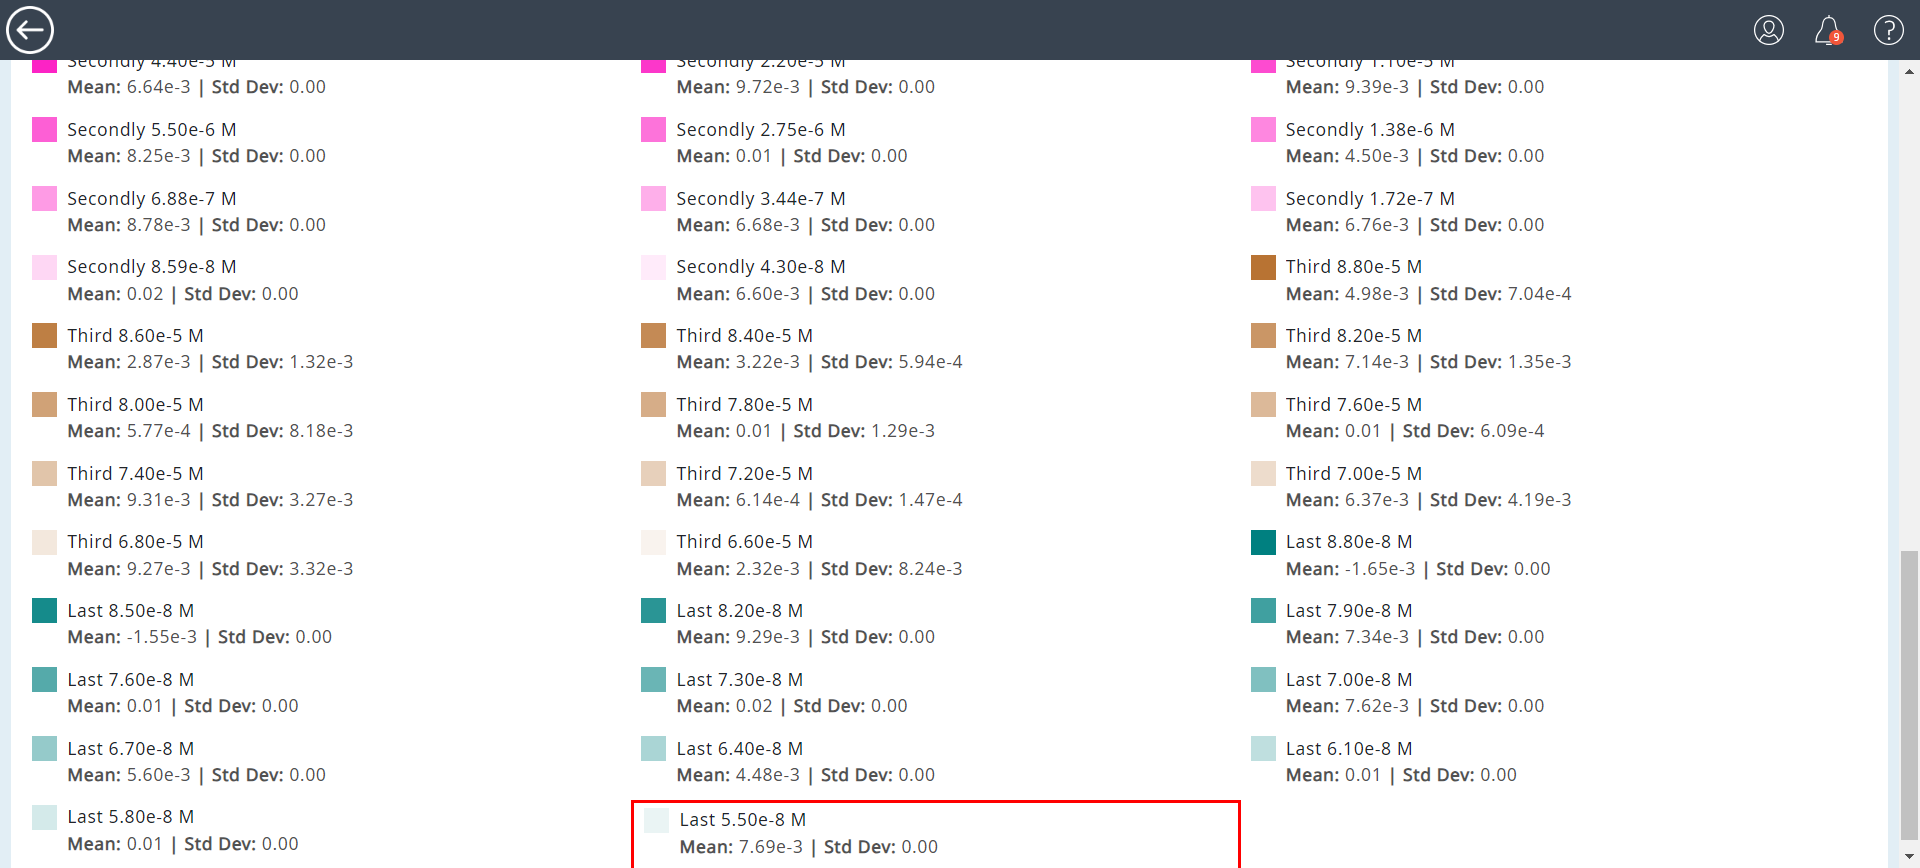 9
Secondly 4.40e-5 M
Secondly 2.20e-5 M
Secondly 1.10e-5 M
Mean: 6.64e-3 | Std Dev: 0.00
Mean: 9.72e-3 | Std Dev: 0.00
Mean: 9.39e-3 | Std Dev: 0.00
Secondly 5.50e-6 M
Mean: 8.25e-3 | Std Dev: 0.00
Secondly 2.75e-6 M
Mean: 0.01 | Std Dev: 0.00
Secondly 1.38e-6 M
Mean: 4.50e-3 | Std Dev: 0.00
Secondly 6.88e-7 M
Mean: 8.78e-3 | Std Dev: 0.00
Secondly 3.44e-7 M
Mean: 6.68e-3 | Std Dev: 0.00
Secondly 1.72e-7 M
Mean: 6.76e-3 | Std Dev: 0.00
Secondly 8.59e-8 M
Mean: 0.02 | Std Dev: 0.00
Secondly 4.30e-8 M
Mean: 6.60e-3 | Std Dev: 0.00
Third 8.80e-5 M
Mean: 4.98e-3 | Std Dev: 7.04e-4
Third 8.60e-5 M
Mean: 2.87e-3 | Std Dev: 1.32e-3
Third 8.40e-5 M
Mean: 3.22e-3 | Std Dev: 5.94e-4
Third 8.20e-5 M
Mean: 7.14e-3 | Std Dev: 1.35e-3
Third 8.00e-5 M
Mean: 5.77e-4 | Std Dev: 8.18e-3
Third 7.80e-5 M
Mean: 0.01 | Std Dev: 1.29e-3
Third 7.60e-5 M
Mean: 0.01 | Std Dev: 6.09e-4
Third 7.40e-5 M
Mean: 9.31e-3 | Std Dev: 3.27e-3
Third 7.20e-5 M
Mean: 6.14e-4 | Std Dev: 1.47e-4
Third 7.00e-5 M
Mean: 6.37e-3 | Std Dev: 4.19e-3
Third 6.80e-5 M
Mean: 9.27e-3 | Std Dev: 3.32e-3
Third 6.60e-5 M
Mean: 2.32e-3 | Std Dev: 8.24e-3
Last 8.80e-8 M
Mean: -1.65e-3 | Std Dev: 0.00
Last 8.50e-8 M
Mean: -1.55e-3 | Std Dev: 0.00
Last 8.20e-8 M
Mean: 9.29e-3 | Std Dev: 0.00
Last 7.90e-8 M
Mean: 7.34e-3 | Std Dev: 0.00
Last 7.60e-8 M
Mean: 0.01 | Std Dev: 0.00
Last 7.30e-8 M
Mean: 0.02 | Std Dev: 0.00
Last 7.00e-8 M
Mean: 7.62e-3 | Std Dev: 0.00
Last 6.70e-8 M
Mean: 5.60e-3 | Std Dev: 0.00
Last 6.40e-8 M
Mean: 4.48e-3 | Std Dev: 0.00
Last 6.10e-8 M
Mean: 0.01 | Std Dev: 0.00
Last 5.80e-8 M
Mean: 0.01 | Std Dev: 0.00
Last 5.50e-8 M
Mean: 7.69e-3 | Std Dev: 0.00